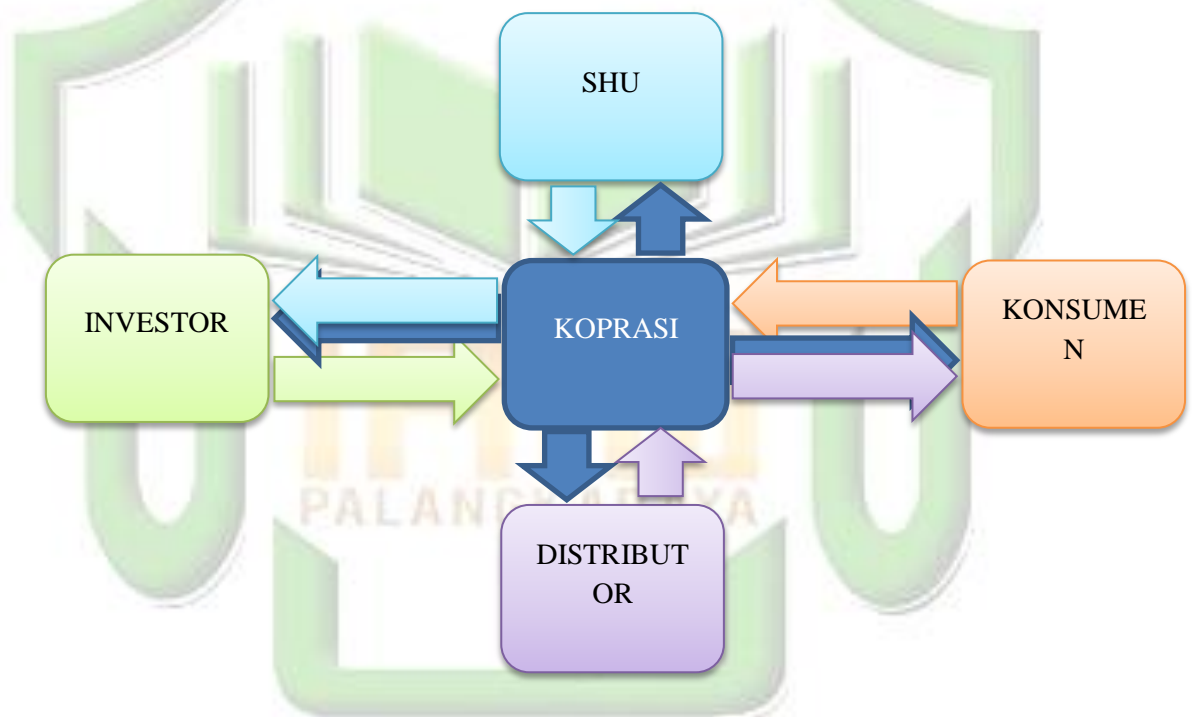 SHU
INVESTOR
KOPRASI
KONSUME
N
PALANGKARAYA
DISTRIBUT
OR